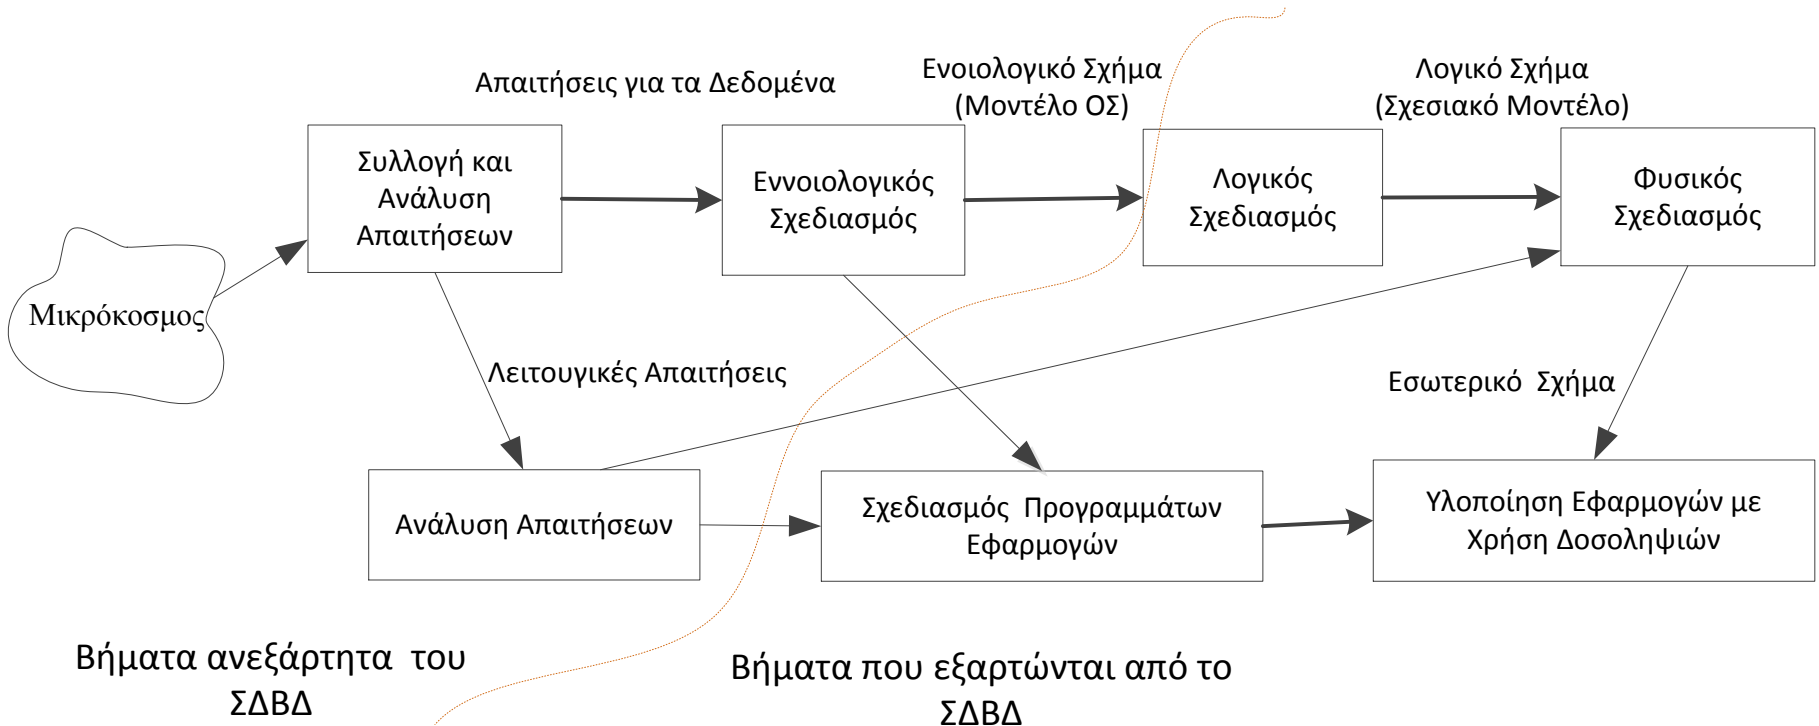 Απαιτήσεις για τα Δεδομένα
Ενοιολογικό Σχήμα
(Μοντέλο ΟΣ)
Λογικό Σχήμα
(Σχεσιακό Μοντέλο)
Συλλογή και
Ανάλυση
Απαιτήσεων
Εννοιολογικός
Σχεδιασμός
Λογικός
Σχεδιασμός
Φυσικός
Σχεδιασμός
Μικρόκοσμος
Λειτουγικές Απαιτήσεις
Εσωτερικό Σχήμα
Ανάλυση Απαιτήσεων
Σχεδιασμός Προγραμμάτων
Εφαρμογών
Υλοποίηση Εφαρμογών με
Χρήση Δοσοληψιών
Βήματα ανεξάρτητα του
ΣΔΒΔ
Βήματα που εξαρτώνται από το
ΣΔΒΔ